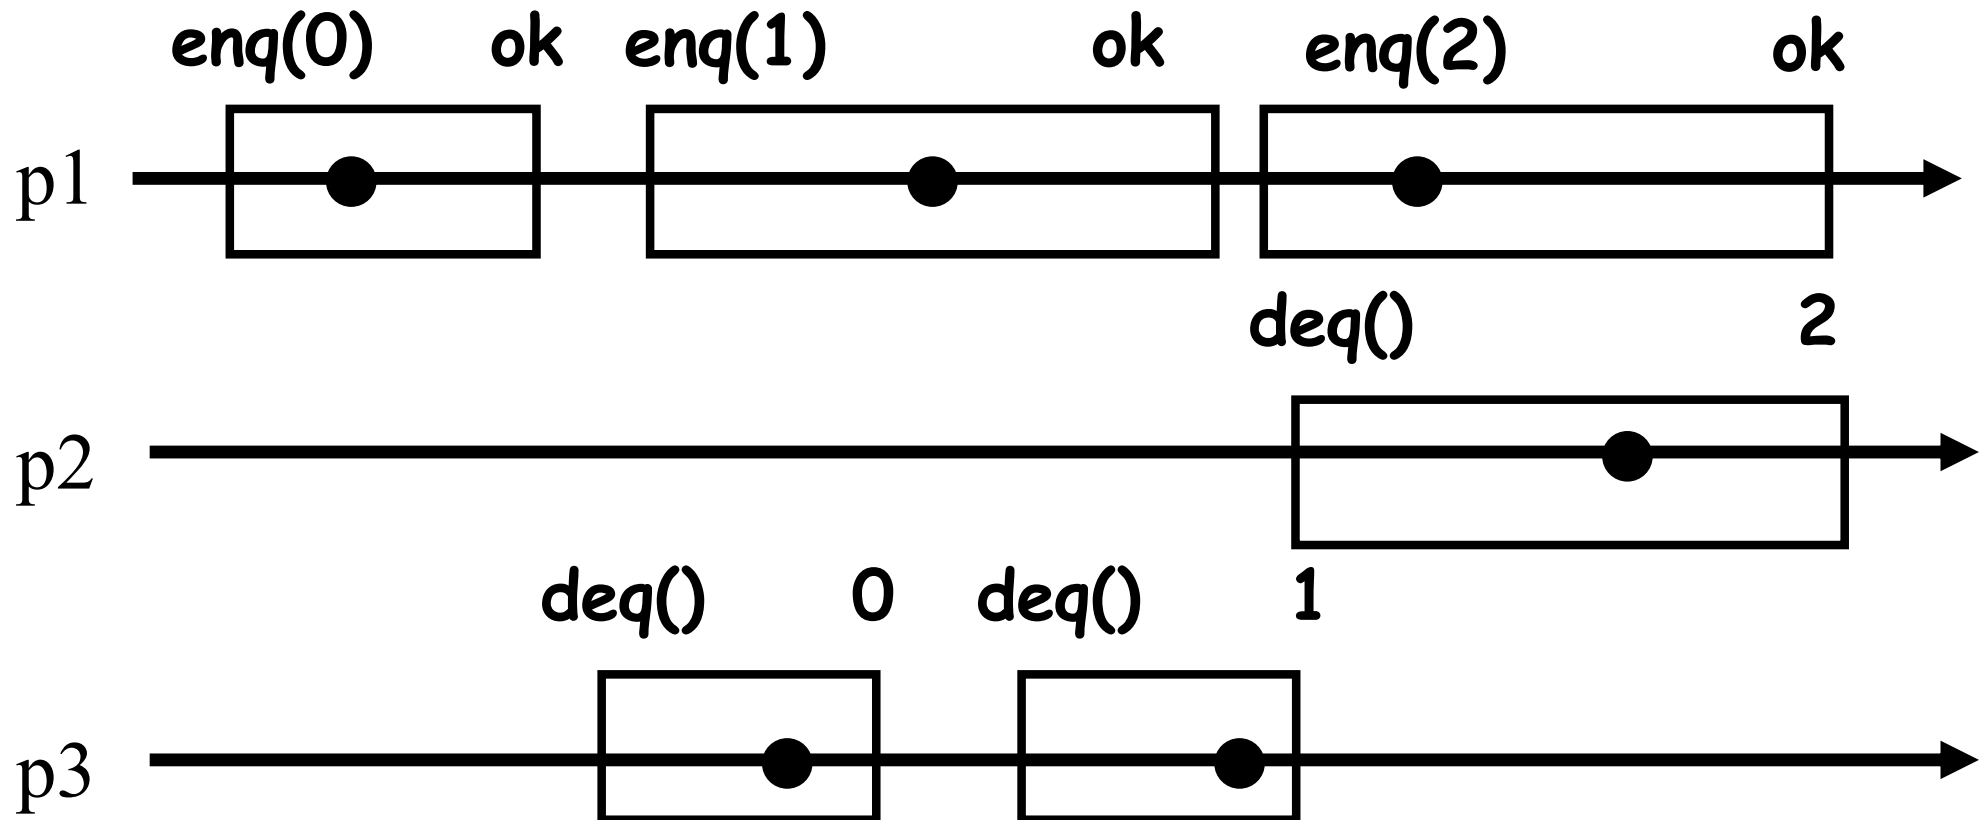 enq(0) ok enq(1) ok enq(2) ok
p1
deq() 2
p2
deq() 0 deq() 1
p3